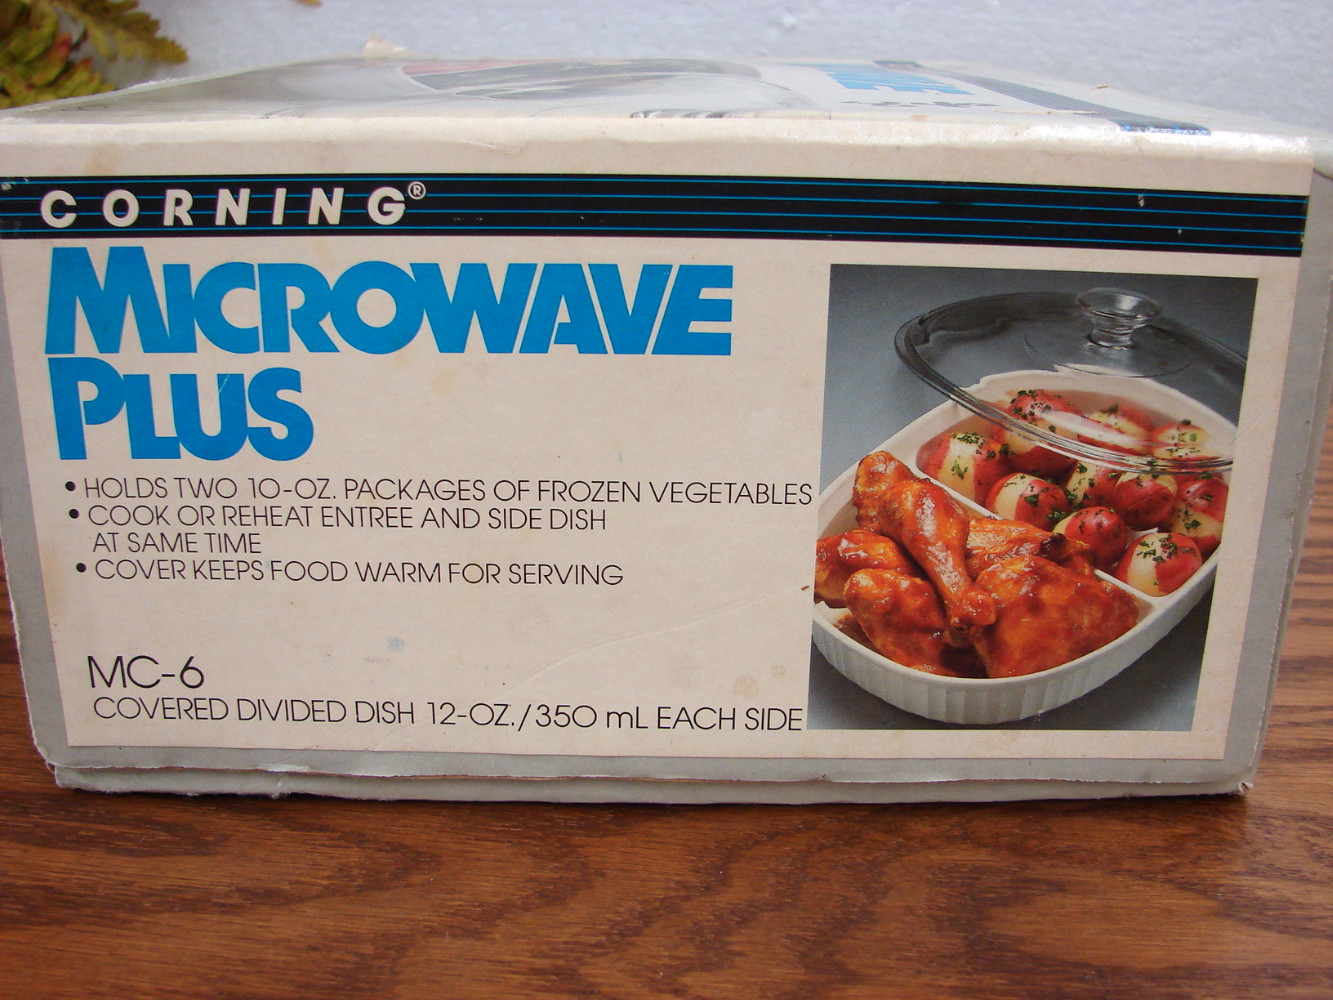 CORNING®
MICROWAVE
PLUS
• HOLDS TWO 10-OZ. PACKAGES OF FROZEN VEGETABLES
• COOK OR REHEAT ENTREE AND SIDE DISH
AT SAME TIME
• COVER KEEPS FOOD WARM FOR SERVING
MC-6
COVERED DIVIDED DISH 12-OZ./350 mL EACH SIDE